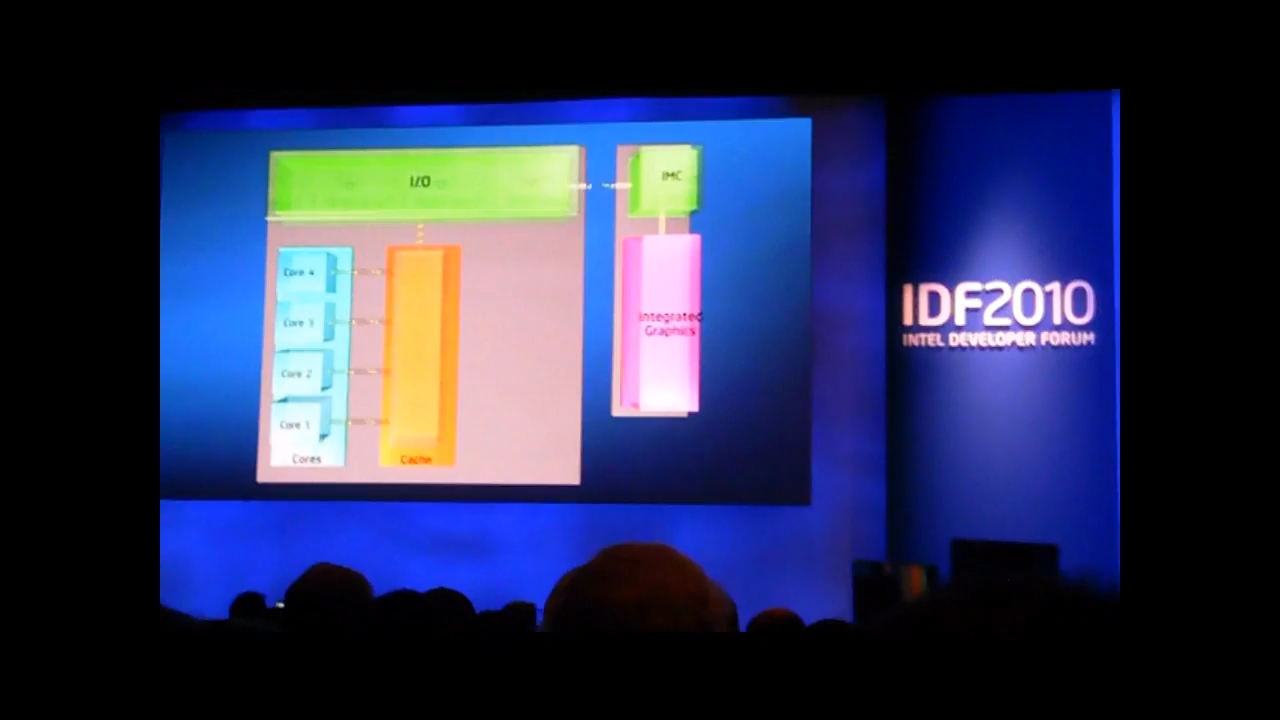 I/O
IMC
Core 4
Core 3
Core 2
Core 1
Cores
Cache
Integrated
Graphics
IDF2010
INTEL DEVELOPER FORUM